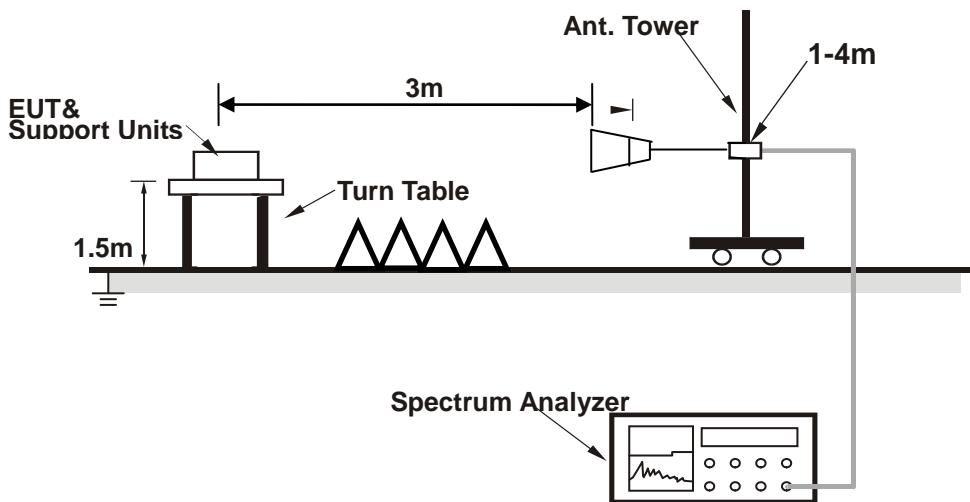 Ant. Tower
1-4m
3m
EUT&
Support Units
Turn Table
1.5m
Spectrum Analyzer